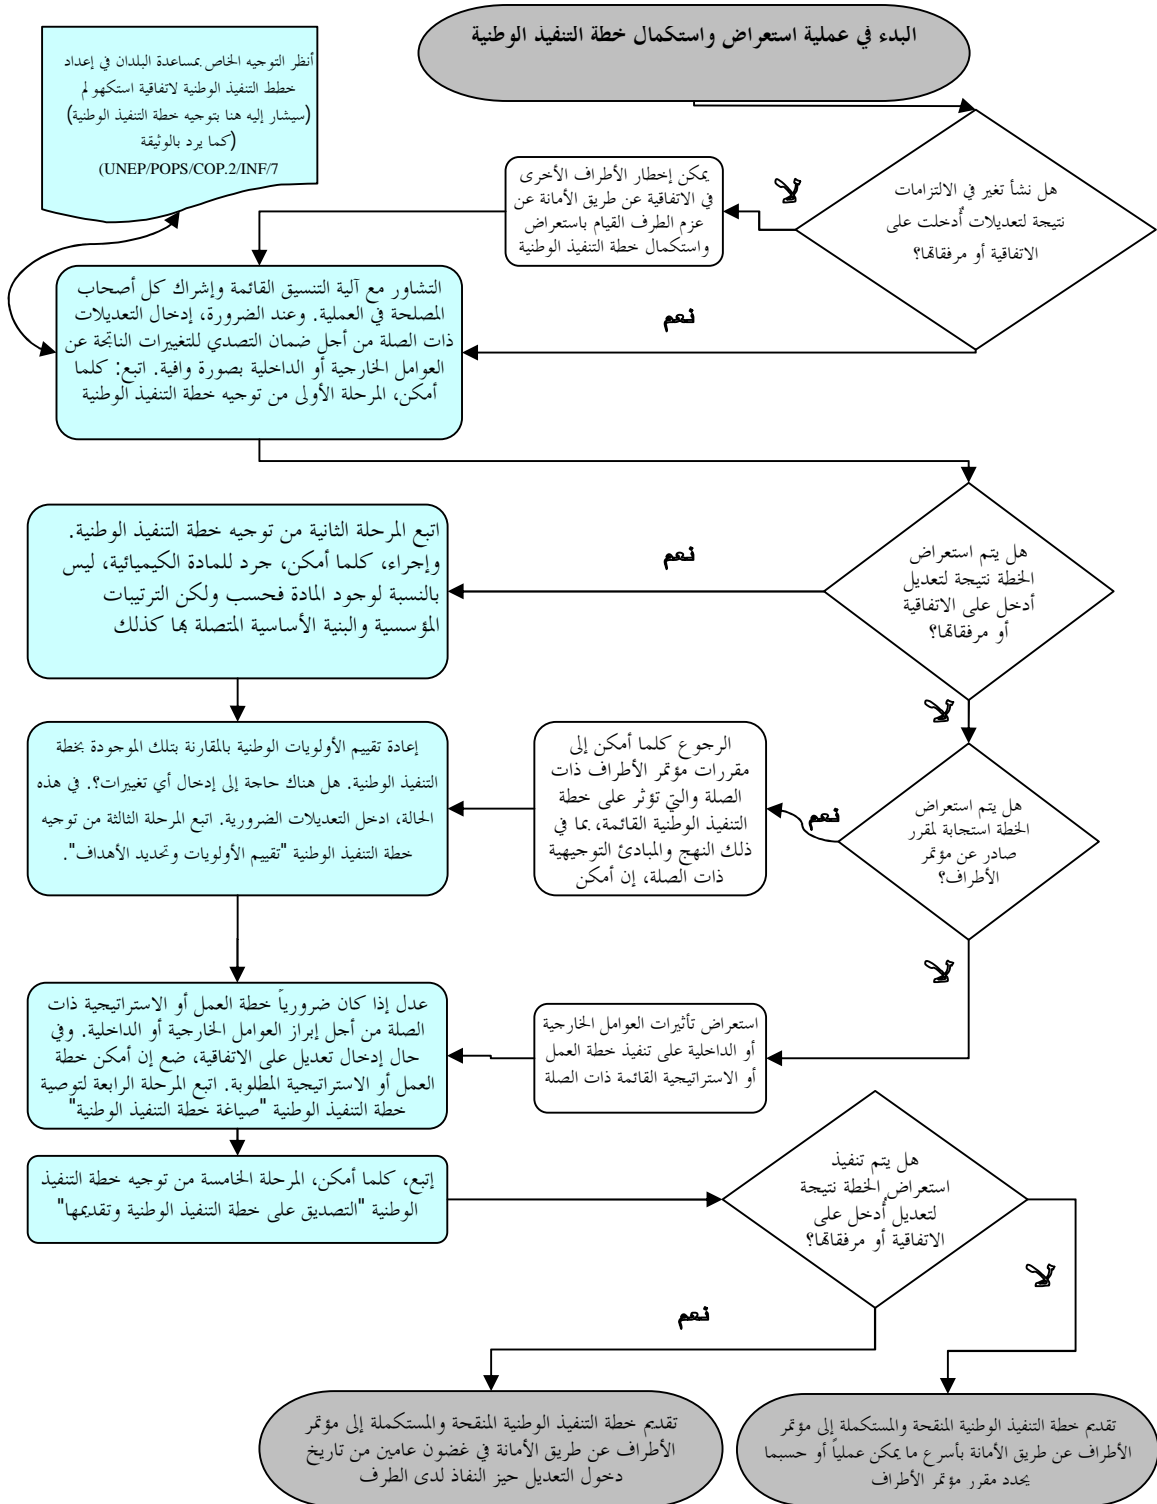 البدء في عملية استعراض واستكمال خطة التنفيذ الوطنية
أنظر التوجيه الخاص بمساعدة البلدان في إعداد
خطط التنفيذ الوطنية لاتفاقية استكهو لم
(سيشار إليه هنا بتوجيه خطة التنفيذ الوطنية)
(كما يرد بالوثيقة
(UNEP/POPS/COP.2/INF/7
هل نشأ تغير في الالتزامات
نتيجة لتعديلات أُدخلت على
الاتفاقية أو مرفقاتها؟
لا
يمكن إخطار الأطراف الأخرى
في الاتفاقية عن طريق الأمانة عن
عزم الطرف القيام باستعراض
واستكمال خطة التنفيذ الوطنية
نعم
التشاور مع آلية التنسيق القائمة وإشراك كل أصحاب
المصلحة في العملية. وعند الضرورة، إدخال التعديلات
ذات الصلة من أجل ضمان التصدي للتغييرات الناتجة عن
العوامل الخارجية أو الداخلية بصورة وافية. اتبع: كلما
أمكن، المرحلة الأولى من توجيه خطة التنفيذ الوطنية
هل يتم استعراض
الخطة نتيجة لتعديل
أدخل على الاتفاقية
أو مرفقاتها؟
نعم
اتبع المرحلة الثانية من توجيه خطة التنفيذ الوطنية.
وإجراء، كلما أمكن، جرد للمادة الكيميائية، ليس
بالنسبة لوجود المادة فحسب ولكن الترتيبات
المؤسسية والبنية الأساسية المتصلة بها كذلك
لا
هل يتم استعراض
الخطة استجابة لمقرر
صادر عن مؤتمر
الأطراف؟
نعم
الرجوع كلما أمكن إلى
مقررات مؤتمر الأطراف ذات
الصلة والتي تؤثر على خطة
التنفيذ الوطنية القائمة، بما في
ذلك النهج والمبادئ التوجيهية
ذات الصلة، إن أمكن
إعادة تقييم الأولويات الوطنية بالمقارنة بتلك الموجودة بخطة
التنفيذ الوطنية. هل هناك حاجة إلى إدخال أي تغييرات؟. في هذه
الحالة، ادخل التعديلات الضرورية. اتبع المرحلة الثالثة من توجيه
خطة التنفيذ الوطنية "تقييم الأولويات وتحديد الأهداف".
لا
استعراض تأثيرات العوامل الخارجية
أو الداخلية على تنفيذ خطة العمل
أو الاستراتيجية القائمة ذات الصلة
عدل إذا كان ضرورياً خطة العمل أو الاستراتيجية ذات
الصلة من أجل إبراز العوامل الخارجية أو الداخلية. وفي
حال إدخال تعديل على الاتفاقية، ضع إن أمكن خطة
العمل أو الاستراتيجية المطلوبة. اتبع المرحلة الرابعة لتوصية
خطة التنفيذ الوطنية "صياغة خطة التنفيذ الوطنية"
إتبع، كلما أمكن، المرحلة الخامسة من توجيه خطة التنفيذ
الوطنية "التصديق على خطة التنفيذ الوطنية وتقديمها"
هل يتم تنفيذ
استعراض الخطة نتيجة
لتعديل أُدخل على
الاتفاقية أو مرفقاتها؟
لا
نعم
تقديم خطة التنفيذ الوطنية المنقحة والمستكملة إلى مؤتمر
الأطراف عن طريق الأمانة بأسرع ما يمكن عملياً أو حسبما
يحدد مقرر مؤتمر الأطراف
تقديم خطة التنفيذ الوطنية المنقحة والمستكملة إلى مؤتمر
الأطراف عن طريق الأمانة في غضون عامين من تاريخ
دخول التعديل حيز النفاذ لدى الطرف